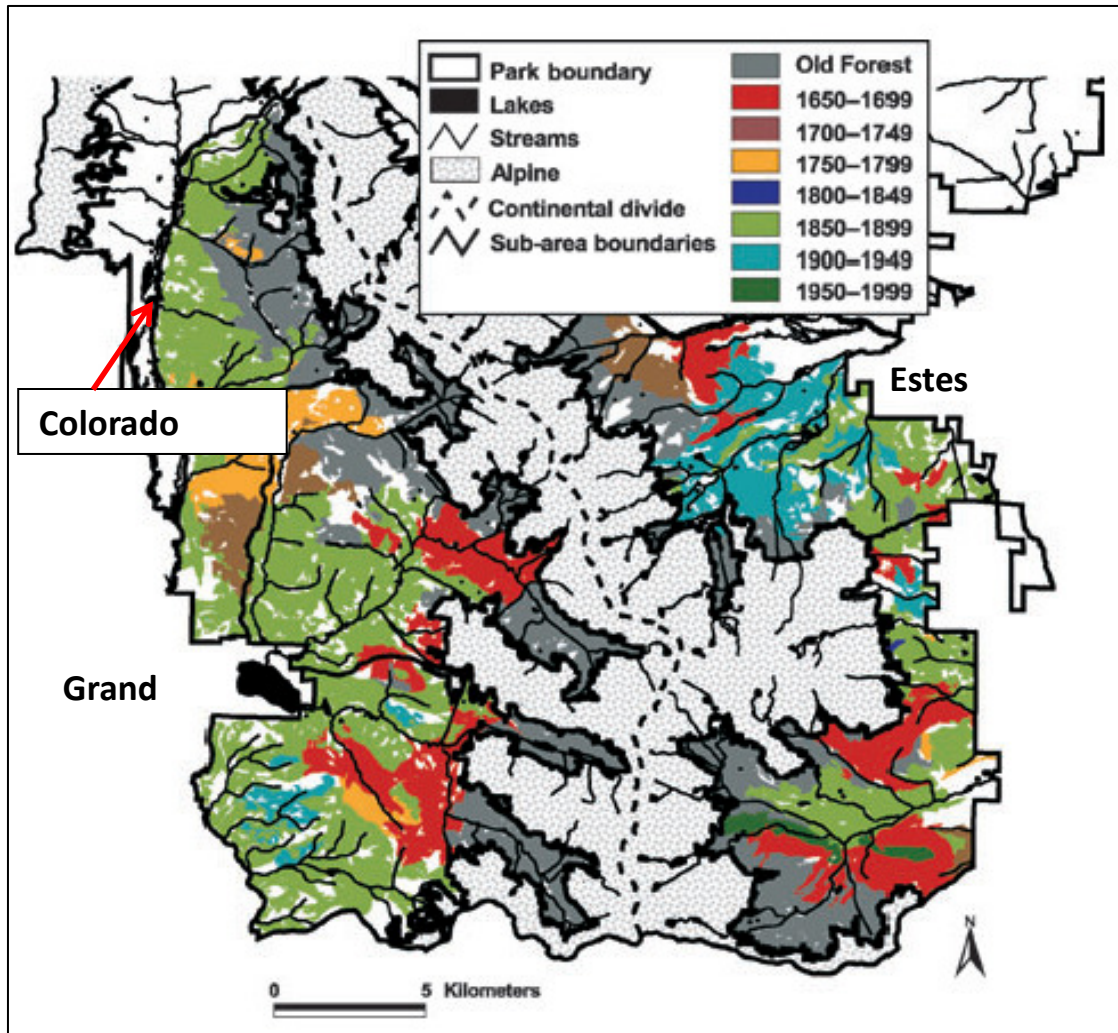 Park boundary
Lakes
Streams
Alpine
Continental divide
Sub-area boundaries
Old Forest
1650–1699
1700–1749
1750–1799
1800–1849
1850–1899
1900–1949
1950–1999
Estes
Colorado
Grand
N
0 5 Kilometers